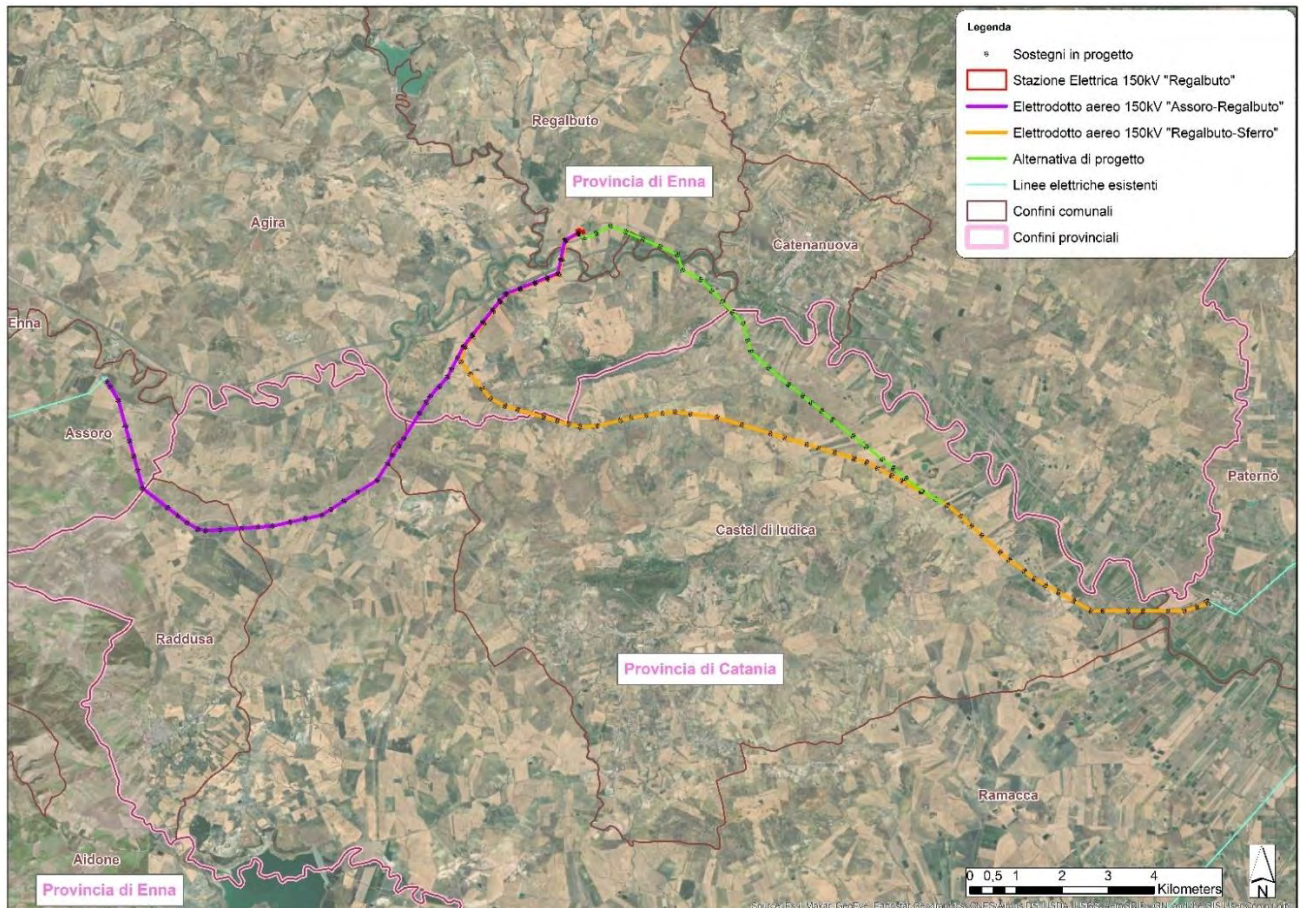 Legenda
Sostegni in progetto
Stazione Elettrica 150kV "Regalbuto"
Elettrodotto aereo 150kV "Assoro-Regalbuto"
Elettrodotto aereo 150kV "Regalbuto-Sferro"
Alternativa di progetto
Linee elettriche esistenti
Confini comunali
Confini provinciali
Regalbuto
Provincia di Enna
Agira
Catenanuova
Enna
Assoro
Paternò
Castel di Iudica
Raddusa
Provincia di Catania
Ramacca
Aidone
Provincia di Enna
0 0,5 1 2 3 4
Kilometers
N